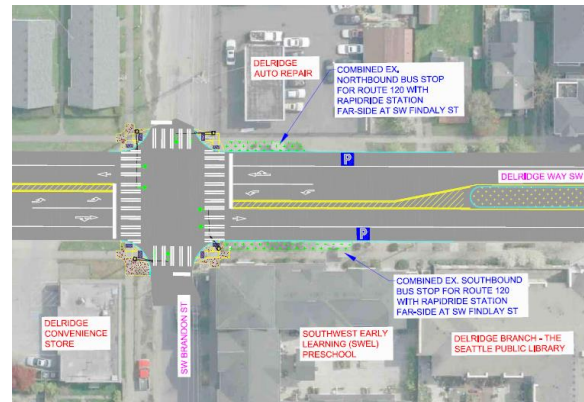 DELRIDGE
AUTO REPAIR
COMBINED EX.
NORTHBOUND BUS STOP
FOR ROUTE 120 WITH
RAPIDRIDE STATION
FAR-SIDE AT SW FINDALY ST
P
DELRIDGE WAY SW
P
COMBINED EX. SOUTHBOUND
BUS STOP FOR ROUTE 120
WITH RAPIDRIDE STATION
FAR-SIDE AT SW FINDLAY ST
DELRIDGE
CONVENIENCE
STORE
SW BRANDON ST
SOUTHWEST EARLY
LEARNING (SWEL)
PRESCHOOL
DELRIDGE BRANCH - THE
SEATTLE PUBLIC LIBRARY